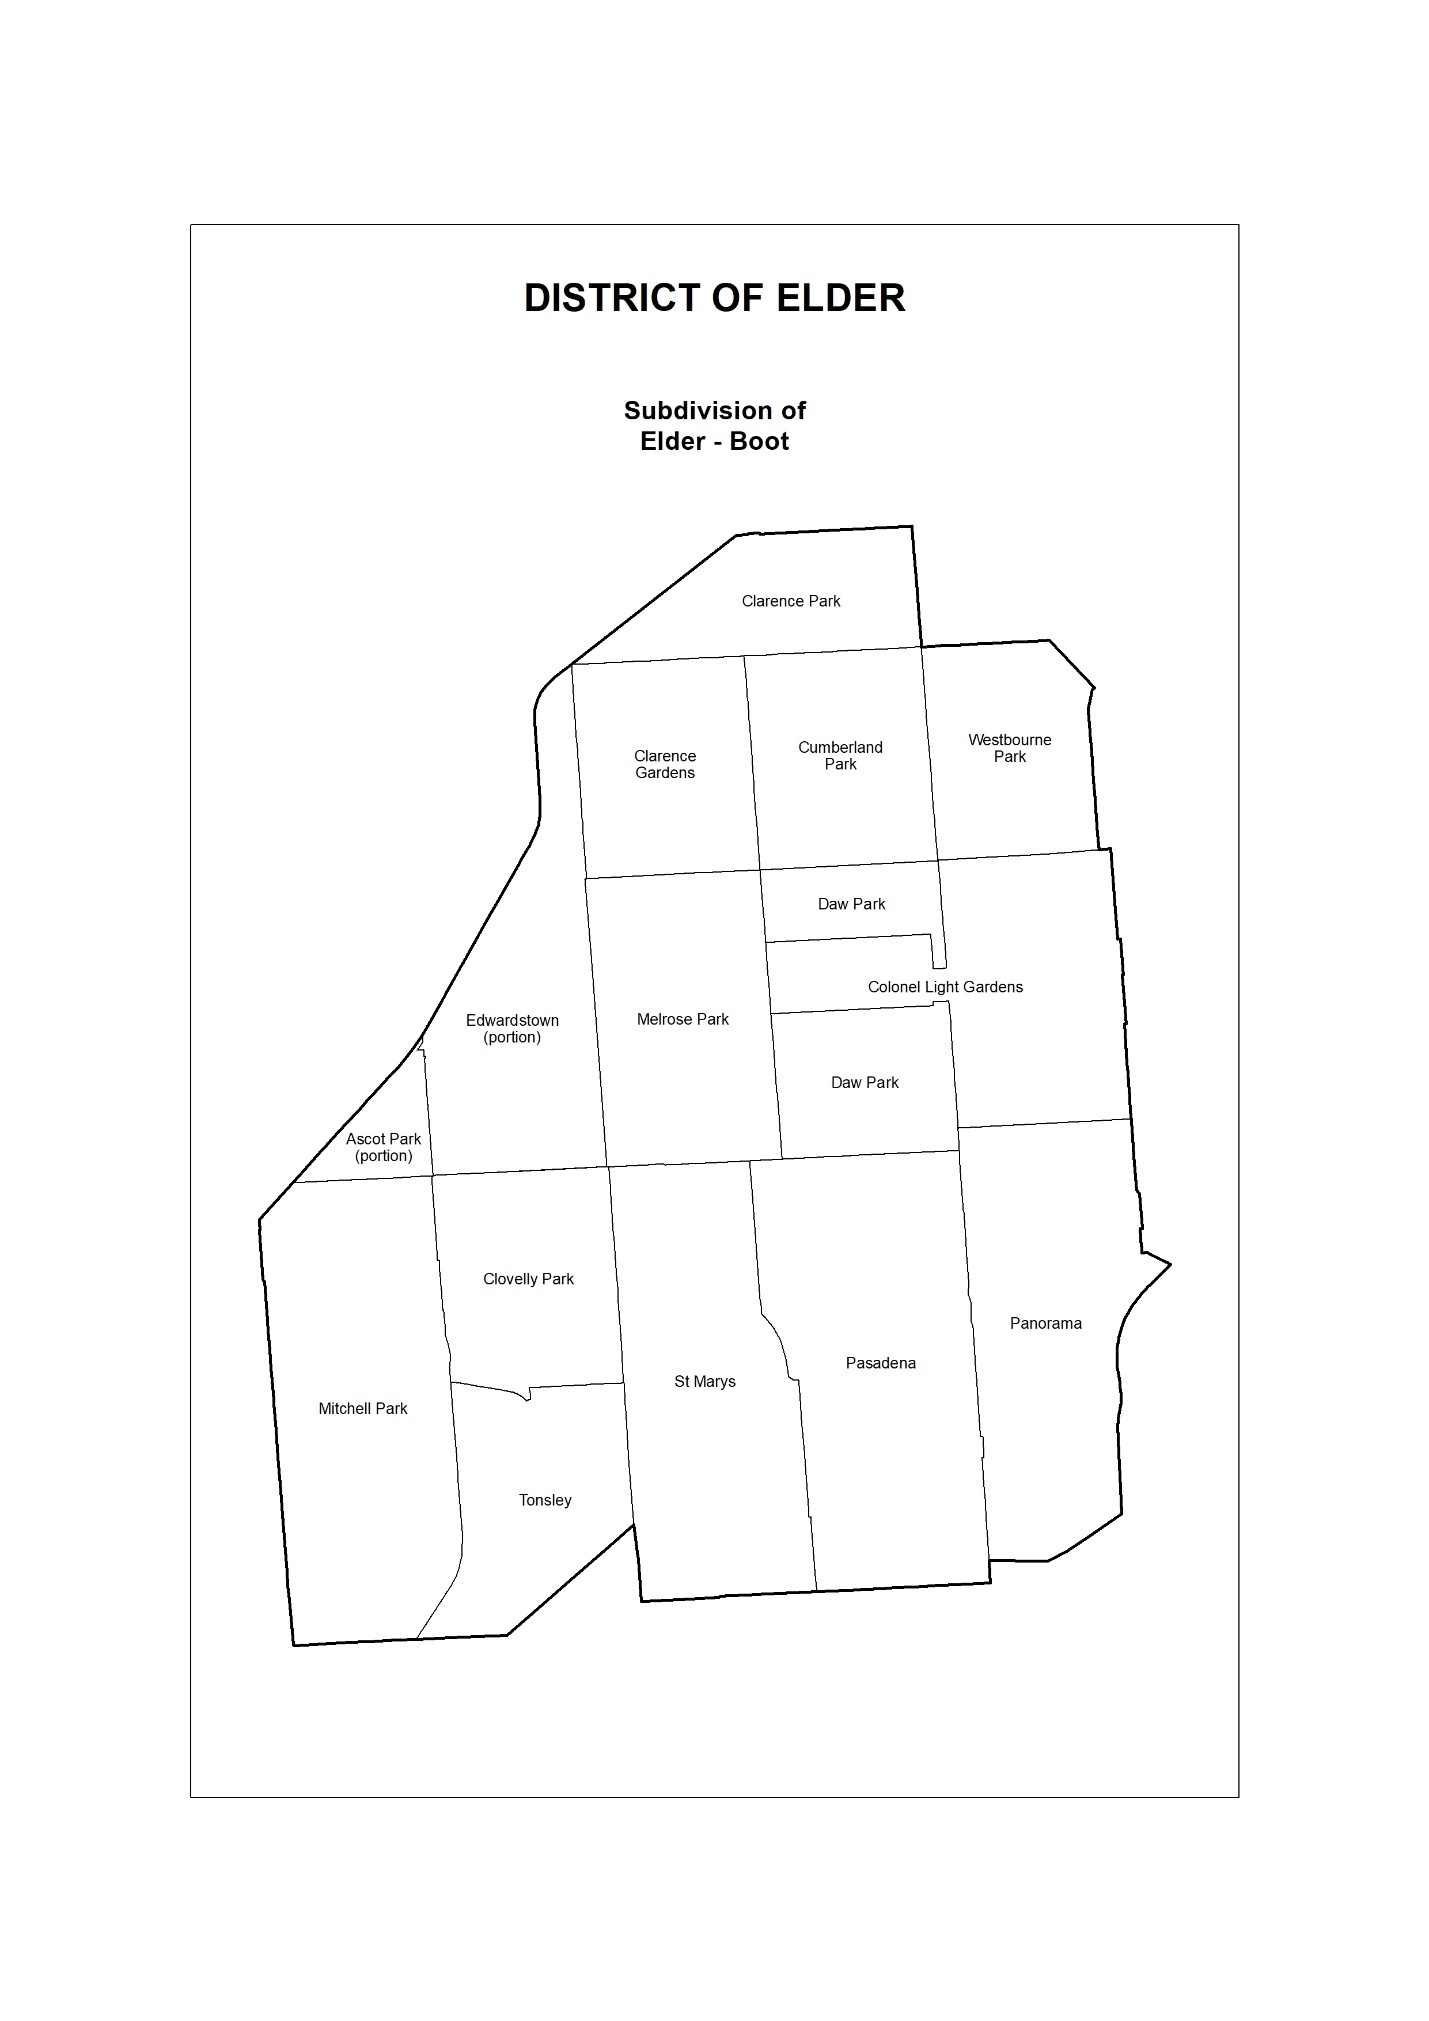 DISTRICT OF ELDER
Subdivision of
Elder - Boot
Clarence Park
Clarence
Gardens
Cumberland
Park
Westbourne
Park
Daw Park
Colonel Light Gardens
Edwardstown
(portion)
Melrose Park
Daw Park
Ascot Park
(portion)
Clovelly Park
Panorama
Pasadena
St Marys
Mitchell Park
Tonsley